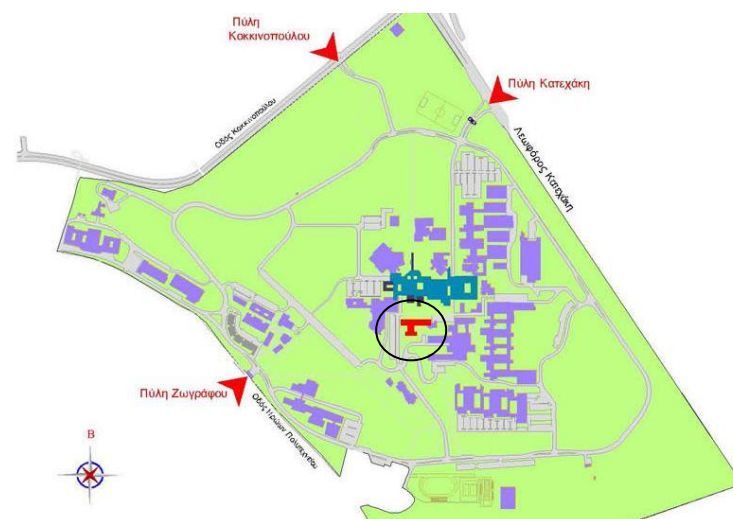 Πύλη
Κοκκινοπούλου
Πύλη Κατεχάκη
Οδός Κοκκινοπούλου
Λεωφόρος Κατεχάκη
Πύλη Ζωγράφου
Οδός Ηρώων Πολυτεχνείου
Β